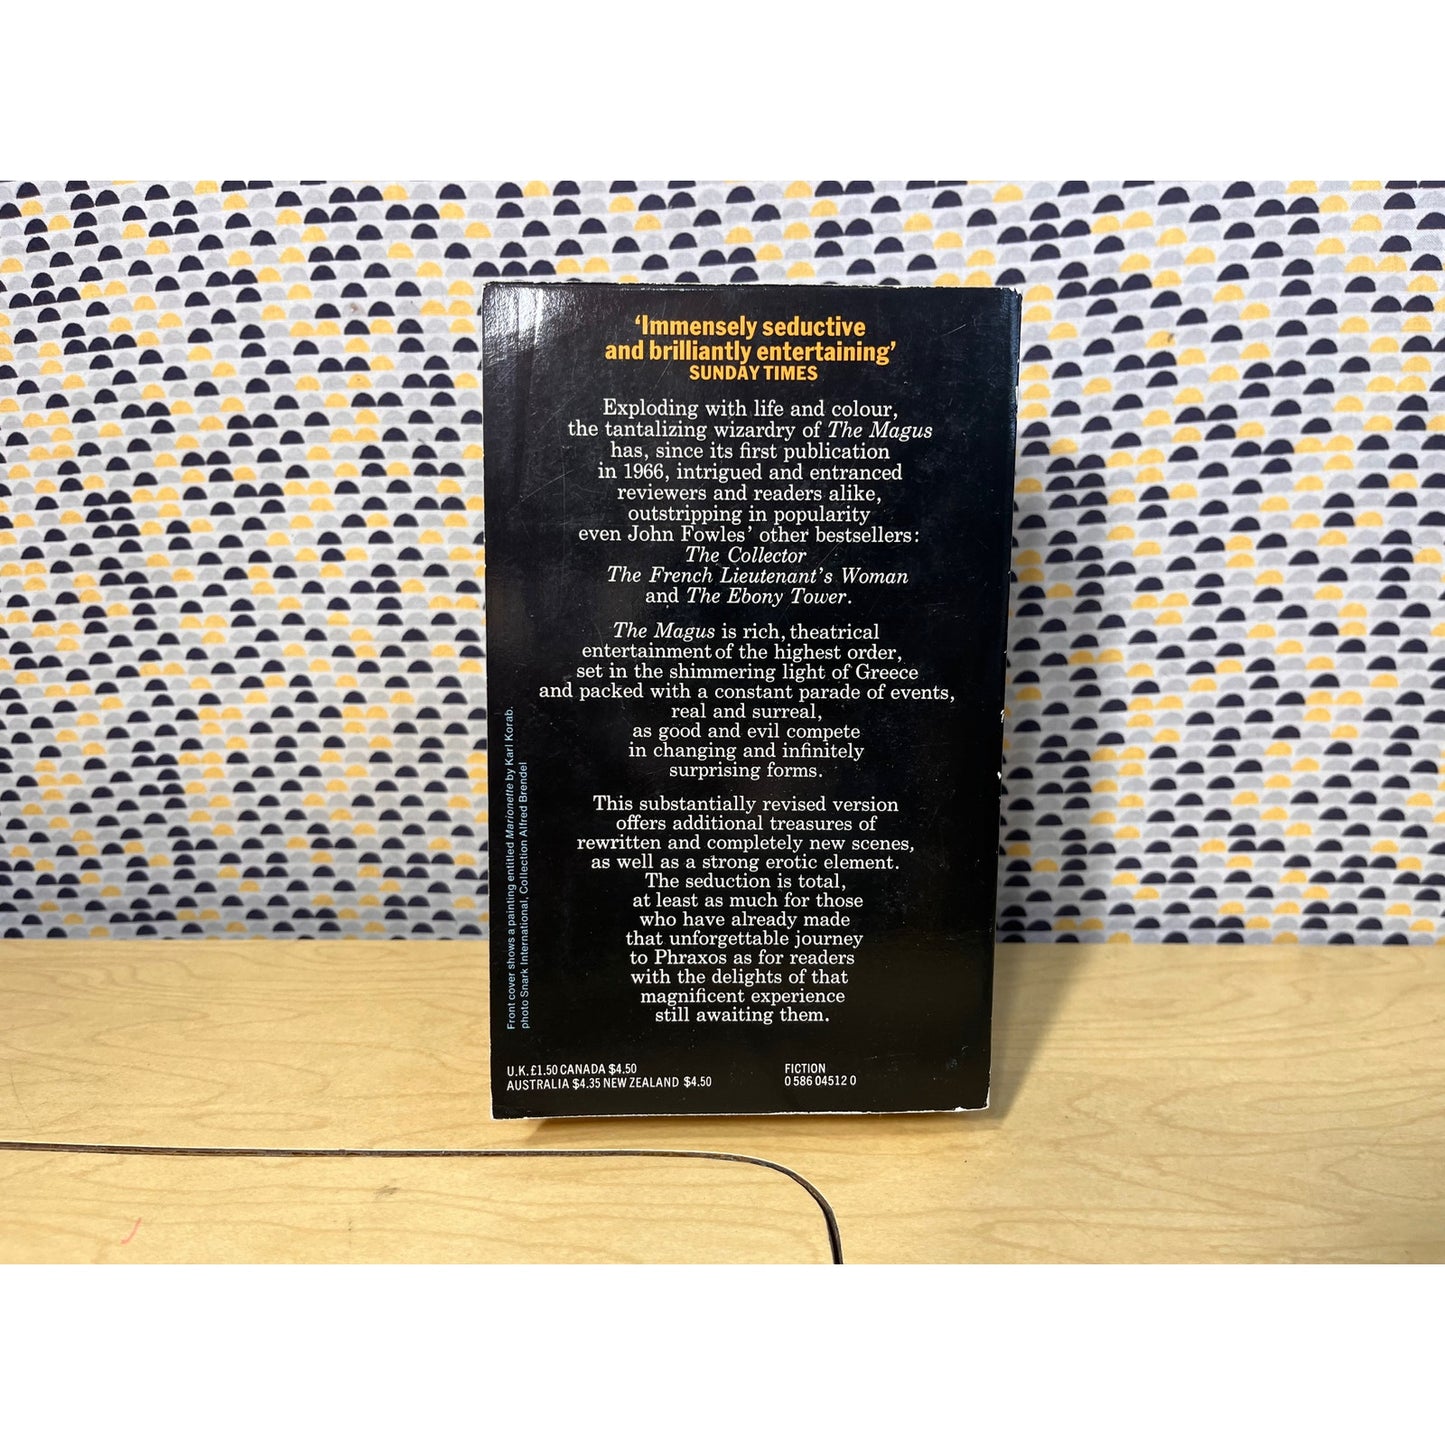 ‘Immensely seductive
and brilliantly entertaining’
SUNDAY TIMES
Exploding with life and colour,
the tantalizing wizardry of The Magus
has, since its first publication
in 1966, intrigued and entranced
reviewers and readers alike,
outstripping in popularity
even John Fowles’ other bestsellers:
The Collector
The French Lieutenant’s Woman
and The Ebony Tower.
The Magus is rich, theatrical
entertainment of the highest order,
set in the shimmering light of Greece
and packed with a constant parade of events,
real and surreal,
as good and evil compete
in changing and infinitely
surprising forms.
This substantially revised version
offers additional treasures of
rewritten and completely new scenes,
as well as a strong erotic element.
The seduction is total,
at least as much for those
who have already made
that unforgettable journey
to Phraxos as for readers
with the delights of that
magnificent experience
still awaiting them.
Front cover shows a painting entitled Marionette by Karl Korab.
photo Snark International, Collection Alfred Brendel
U.K. £1.50 CANADA $4.50
AUSTRALIA $4.35 NEW ZEALAND $4.50
FICTION
0 586 04512 0